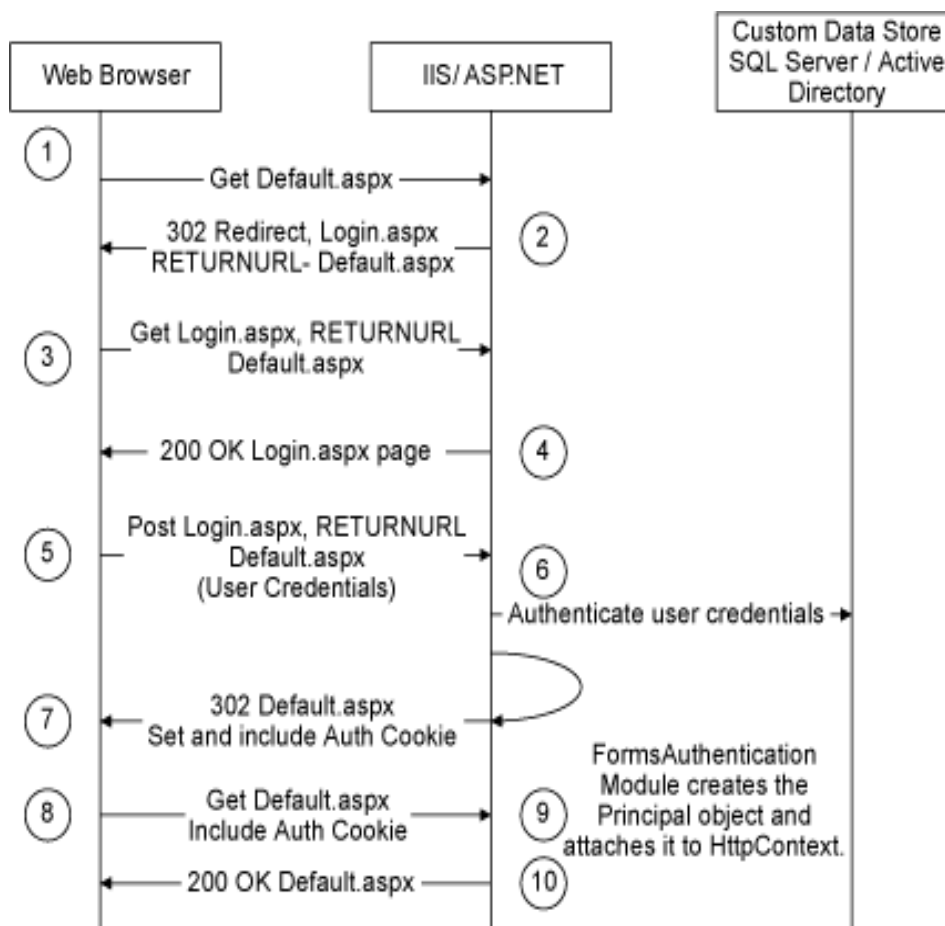 Web Browser
IIS/ ASP.NET
Custom Data Store
SQL Server / Active
Directory
1
Get Default.aspx
302 Redirect, Login.aspx
RETURNURL- Default.aspx
2
3
Get Login.aspx, RETURNURL
Default.aspx
200 OK Login.aspx page
4
5
Post Login.aspx, RETURNURL
Default.aspx
(User Credentials)
6
Authenticate user credentials
7
302 Default.aspx
Set and include Auth Cookie
8
Get Default.aspx
Include Auth Cookie
9
FormsAuthentication
Module creates the
Principal object and
attaches it to HttpContext.
200 OK Default.aspx
10